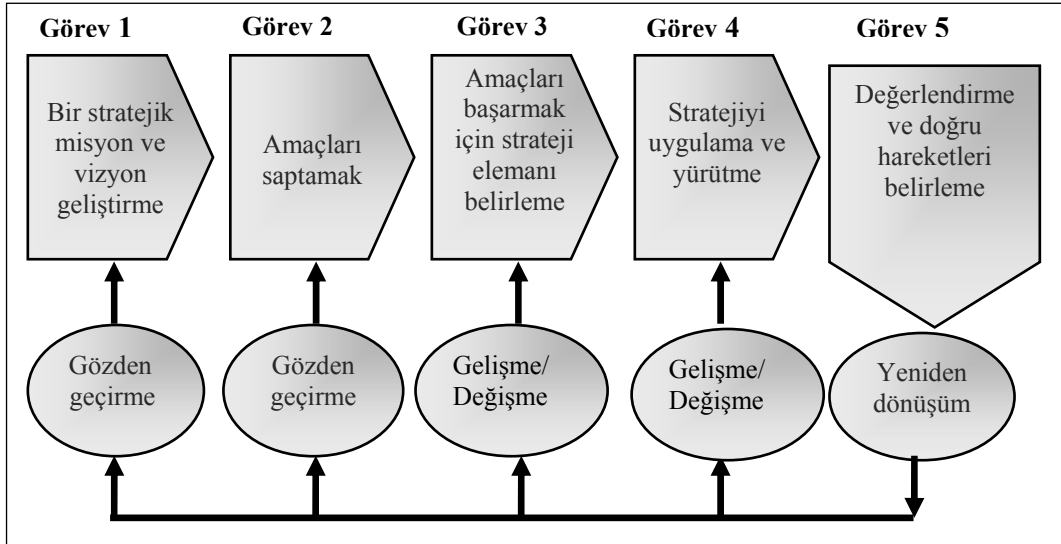 Görev 1
Görev 2
Görev 3
Görev 4
Görev 5
Bir stratejik
misyon ve
vizyon
geliştirme
Amaçları
saptamak
Amaçları
başarmak
için strateji
elemanı
belirleme
Stratejiyi
uygulama ve
yürütme
Değerlendirme
ve doğru
hareketleri
belirleme
Gözden
geçirme
Gözden
geçirme
Gelişme/
Değişme
Gelişme/
Değişme
Yeniden
dönüşüm